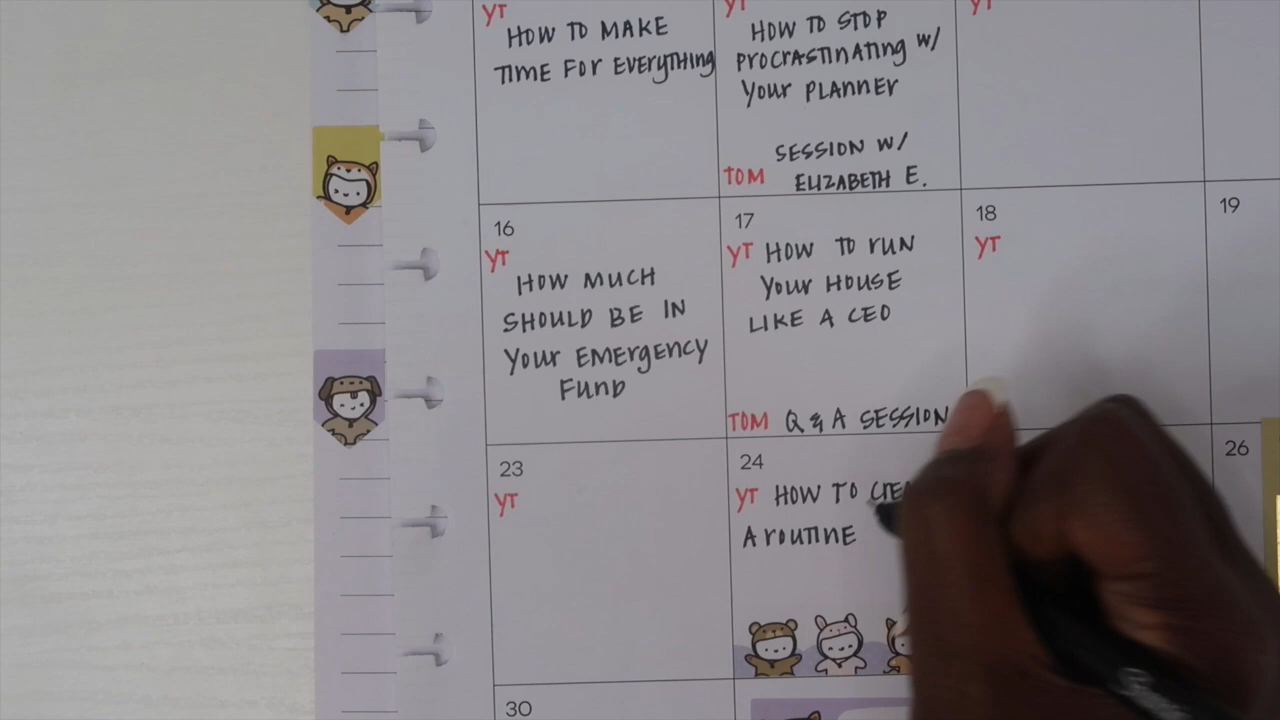 YT
HOW TO MAKE
TIME FOR EVERYTHING
YT
HOW TO STOP
PROCRASTINATING W/
YOUR PLANNER
TOM SESSION W/
ELIZABETH E.
YT
16
YT
HOW MUCH
SHOULD BE IN
YOUR EMERGENCY
FUND
17
YT HOW TO RUN
YOUR HOUSE
LIKE A CEO
TOM Q & A SESSION
18
YT
19
23
YT
24
YT HOW TO
A ROUTINE
26
30